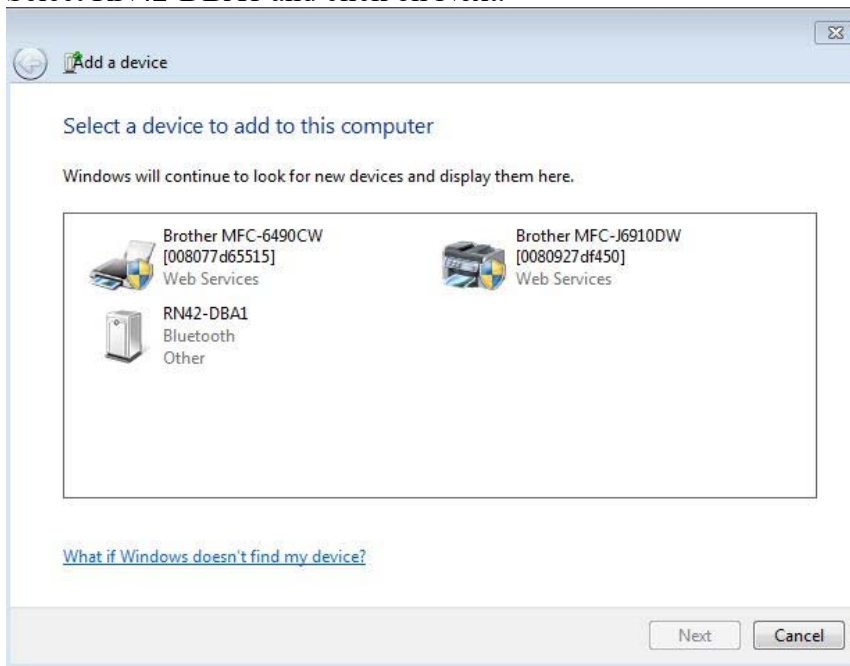 Add a device
Select a device to add to this computer
Windows will continue to look for new devices and display them here.
Brother MFC-6490CW
[008077d65515]
Web Services
Brother MFC-J6910DW
[0080927df450]
Web Services
RN42-DBA1
Bluetooth
Other
What if Windows doesn't find my device?
Next
Cancel